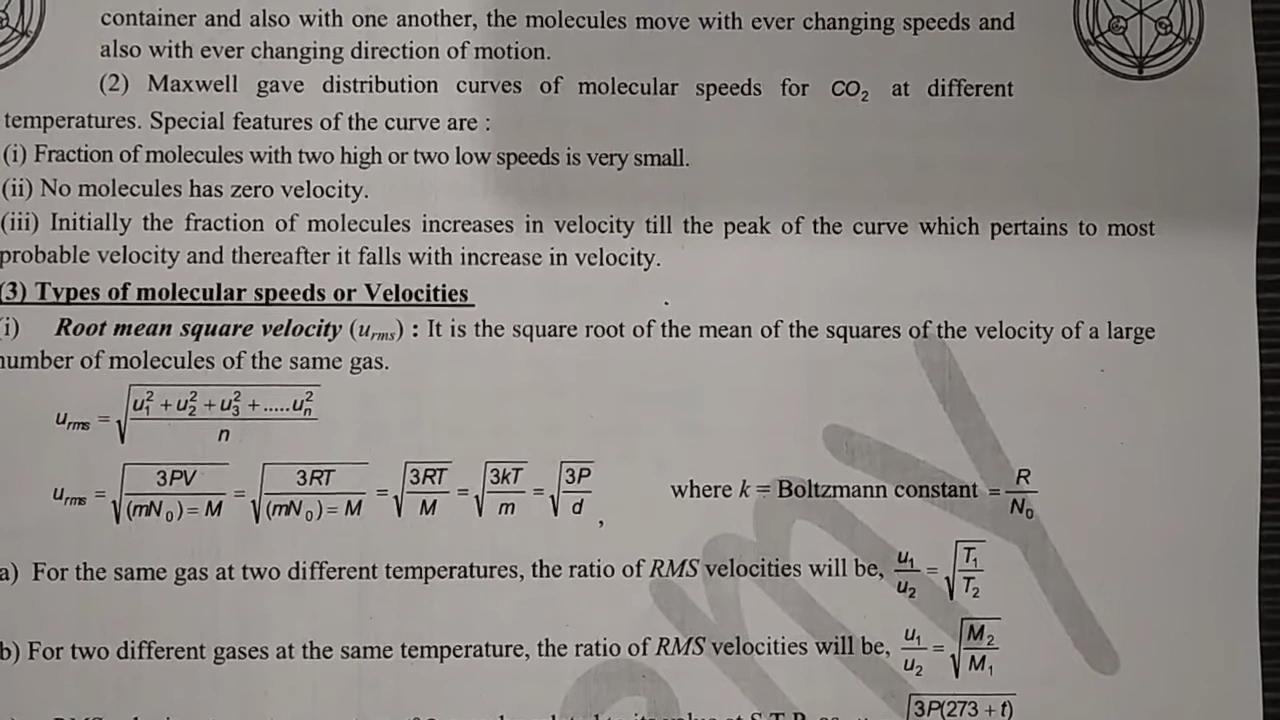 container and also with one another, the molecules move with ever changing speeds and
also with ever changing direction of motion.
(2) Maxwell gave distribution curves of molecular speeds for CO₂ at different
temperatures. Special features of the curve are :
(i) Fraction of molecules with two high or two low speeds is very small.
(ii) No molecules has zero velocity.
(iii) Initially the fraction of molecules increases in velocity till the peak of the curve which pertains to most
probable velocity and thereafter it falls with increase in velocity.
(3) Types of molecular speeds or Velocities
(i) Root mean square velocity (u_rms) : It is the square root of the mean of the squares of the velocity of a large
number of molecules of the same gas.
u_rms = √((u₁² + u₂² + u₃² + .....uₙ²)/n)
u_rms = √(3PV/((mN₀) = M)) = √(3RT/((mN₀) = M)) = √(3RT/M) = √(3kT/m) = √(3P/d) , where k = Boltzmann constant = R/N₀
a) For the same gas at two different temperatures, the ratio of RMS velocities will be, u₁/u₂ = √(T₁/T₂)
b) For two different gases at the same temperature, the ratio of RMS velocities will be, u₁/u₂ = √(M₂/M₁)
3P(273 + t)